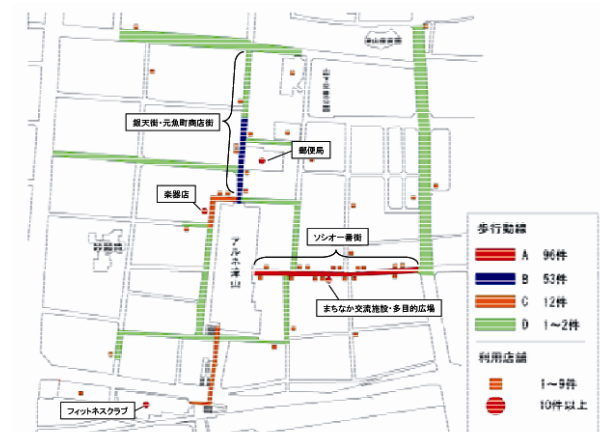 銀天街・元魚町商店街
郵便局
楽器店
ソシオ一番街
アルネ津山
まちなか交流施設・多目的広場
フィットネスクラブ
歩行動線
A 96件
B 53件
C 12件
D 1～2件
利用店舗
1～9件
10件以上